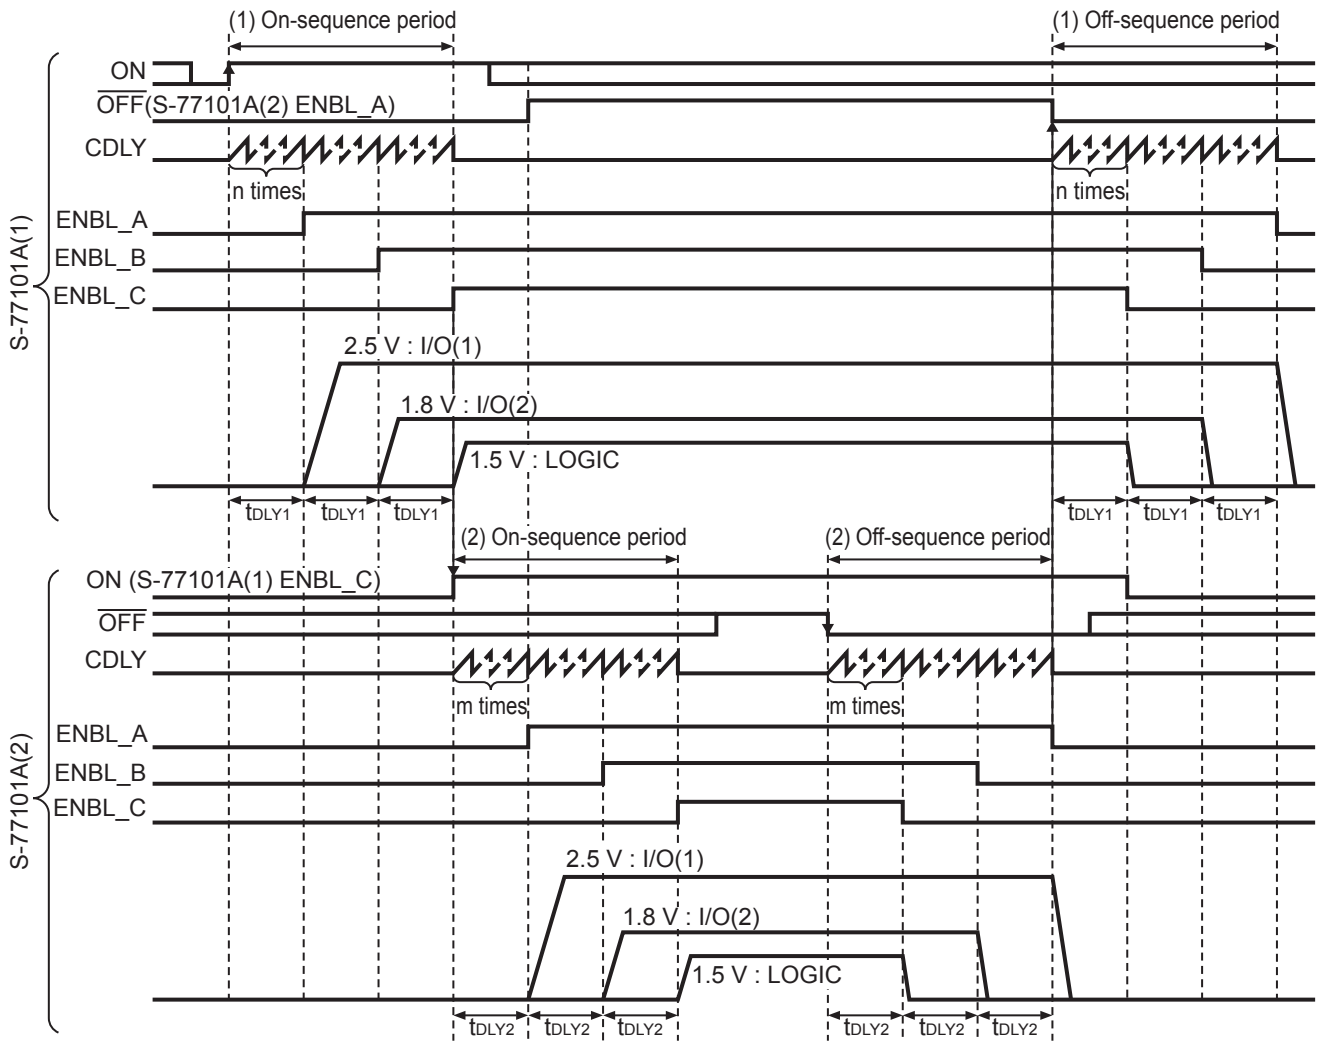 (1) On-sequence period
(1) Off-sequence period
S-77101A(1)
ON
OFF(S-77101A(2) ENBL_A)
CDLY
n times
n times
ENBL_A
ENBL_B
ENBL_C
2.5 V : I/O(1)
1.8 V : I/O(2)
1.5 V : LOGIC
tDLY1
tDLY1
tDLY1
tDLY1
tDLY1
tDLY1
(2) On-sequence period
(2) Off-sequence period
S-77101A(2)
ON (S-77101A(1) ENBL_C)
OFF
CDLY
m times
m times
ENBL_A
ENBL_B
ENBL_C
2.5 V : I/O(1)
1.8 V : I/O(2)
1.5 V : LOGIC
tDLY2
tDLY2
tDLY2
tDLY2
tDLY2
tDLY2